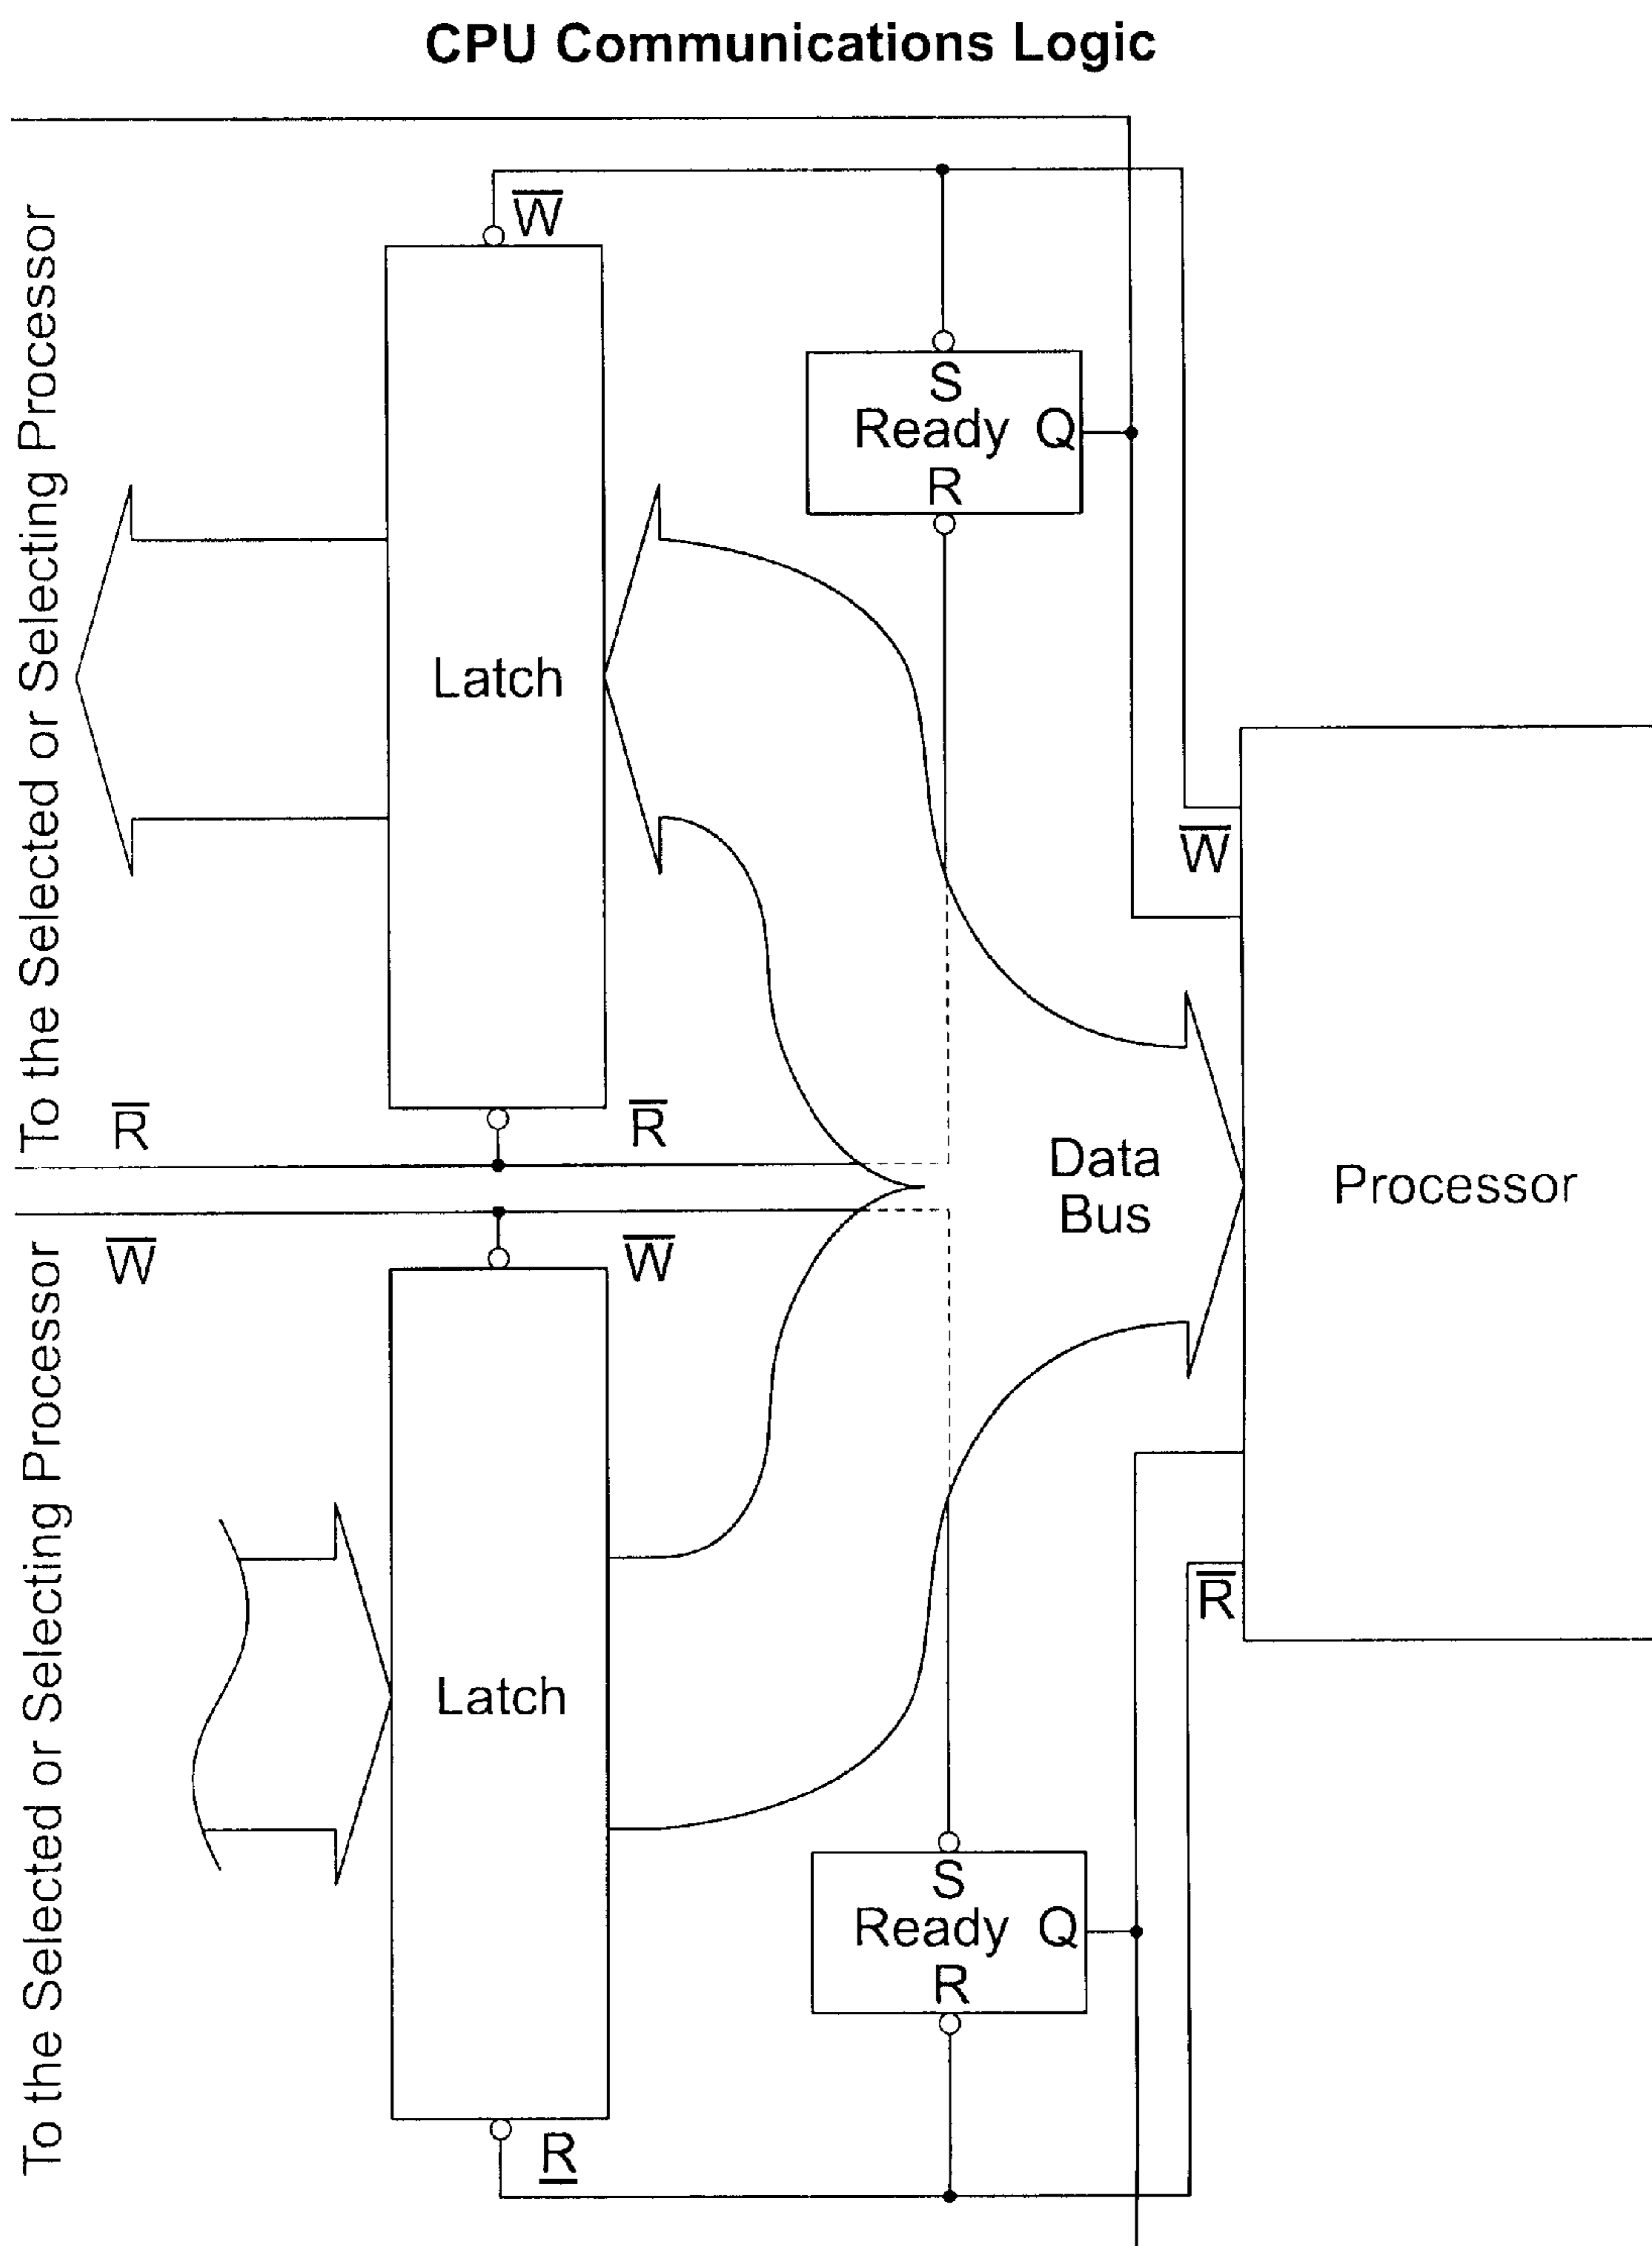 CPU Communications Logic
To the Selected or Selecting Processor
W̅
S
Ready Q
R
Latch
W̅
R̅
R̅
Data
Bus
Processor
W̅
W̅
To the Selected or Selecting Processor
R̅
Latch
S
Ready Q
R
R̲